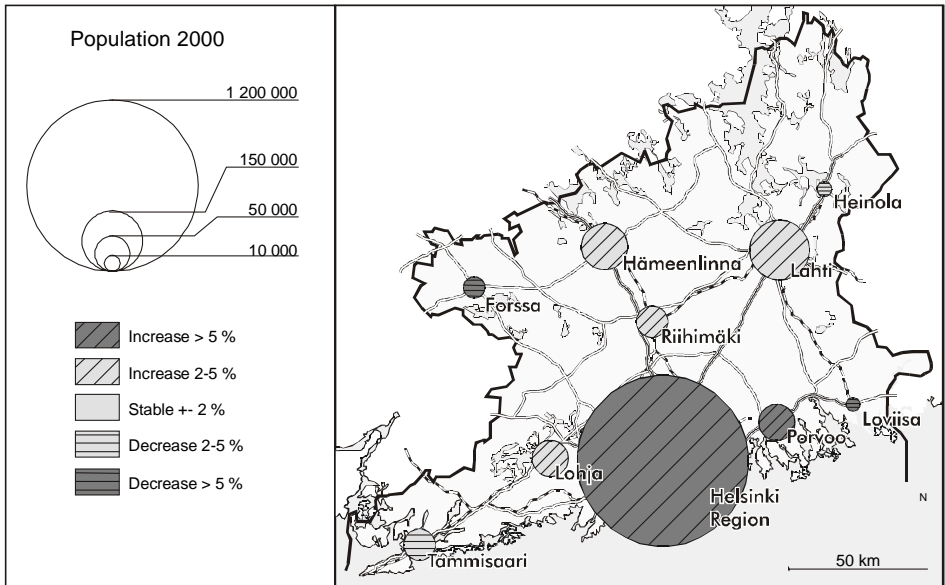 Population 2000
1 200 000
150 000
50 000
10 000
Increase > 5 %
Increase 2-5 %
Stable +- 2 %
Decrease 2-5 %
Decrease > 5 %
Heinola
Hämeenlinna
Lahti
Forssa
Riihimäki
Loviisa
Porvoo
Lohja
Helsinki
Region
Tammisaari
N
50 km